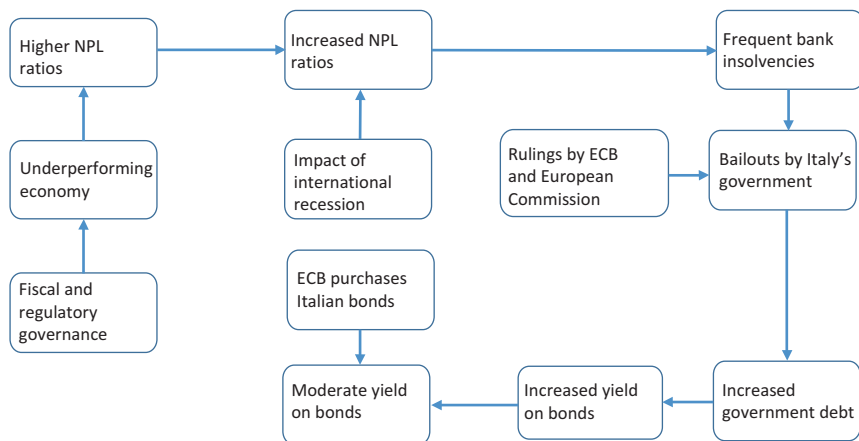 Higher NPL
ratios
Increased NPL
ratios
Frequent bank
insolvencies
Underperforming
economy
Impact of
international
recession
Rulings by ECB
and European
Commission
Bailouts by Italy’s
government
Fiscal and
regulatory
governance
ECB purchases
Italian bonds
Moderate yield
on bonds
Increased yield
on bonds
Increased
government debt